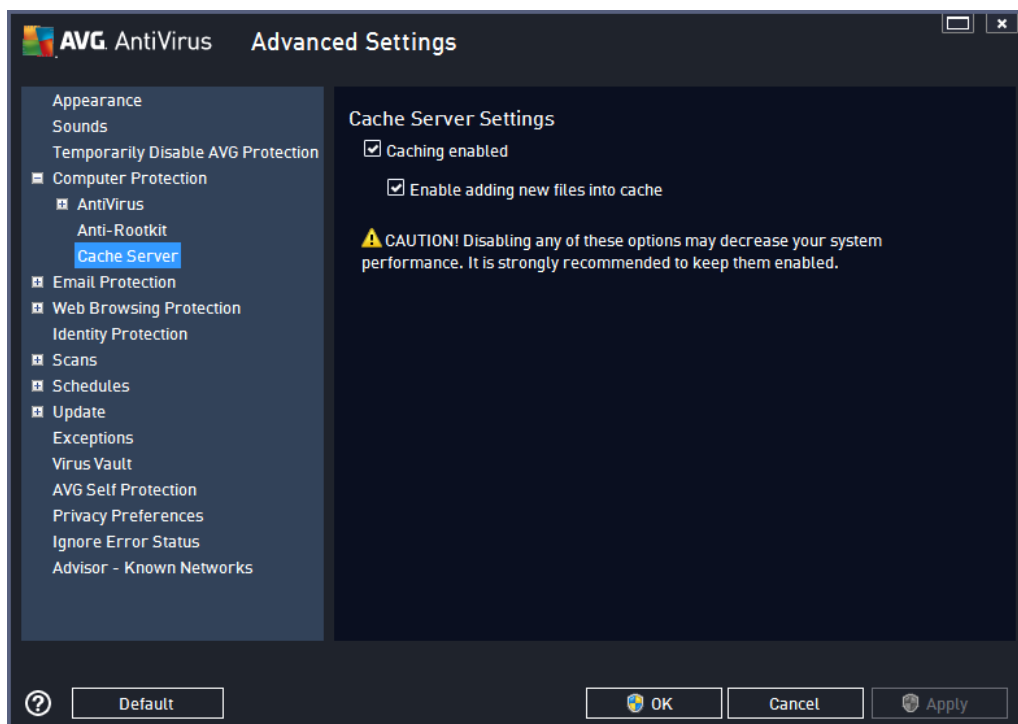 AVG. AntiVirus Advanced Settings
Appearance
Sounds
Temporarily Disable AVG Protection
Computer Protection
AntiVirus
Anti-Rootkit
Cache Server
Email Protection
Web Browsing Protection
Identity Protection
Scans
Schedules
Update
Exceptions
Virus Vault
AVG Self Protection
Privacy Preferences
Ignore Error Status
Advisor - Known Networks
Cache Server Settings
Caching enabled
Enable adding new files into cache
CAUTION! Disabling any of these options may decrease your system
performance. It is strongly recommended to keep them enabled.
? Default OK Cancel Apply